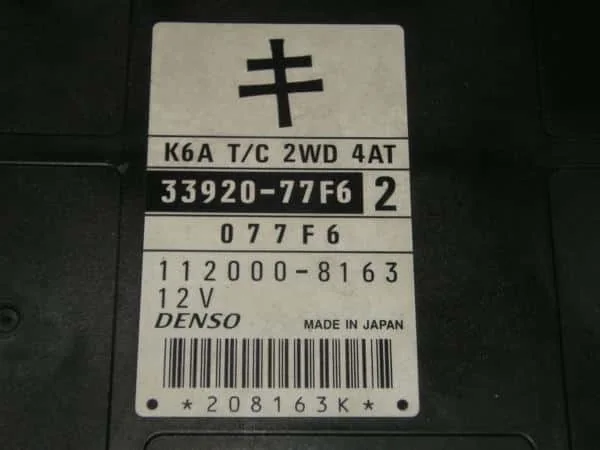 キ
K6A T/C 2WD 4AT
33920-77F6 2
077F6
112000-8163
12V
DENSO MADE IN JAPAN
*208163K*